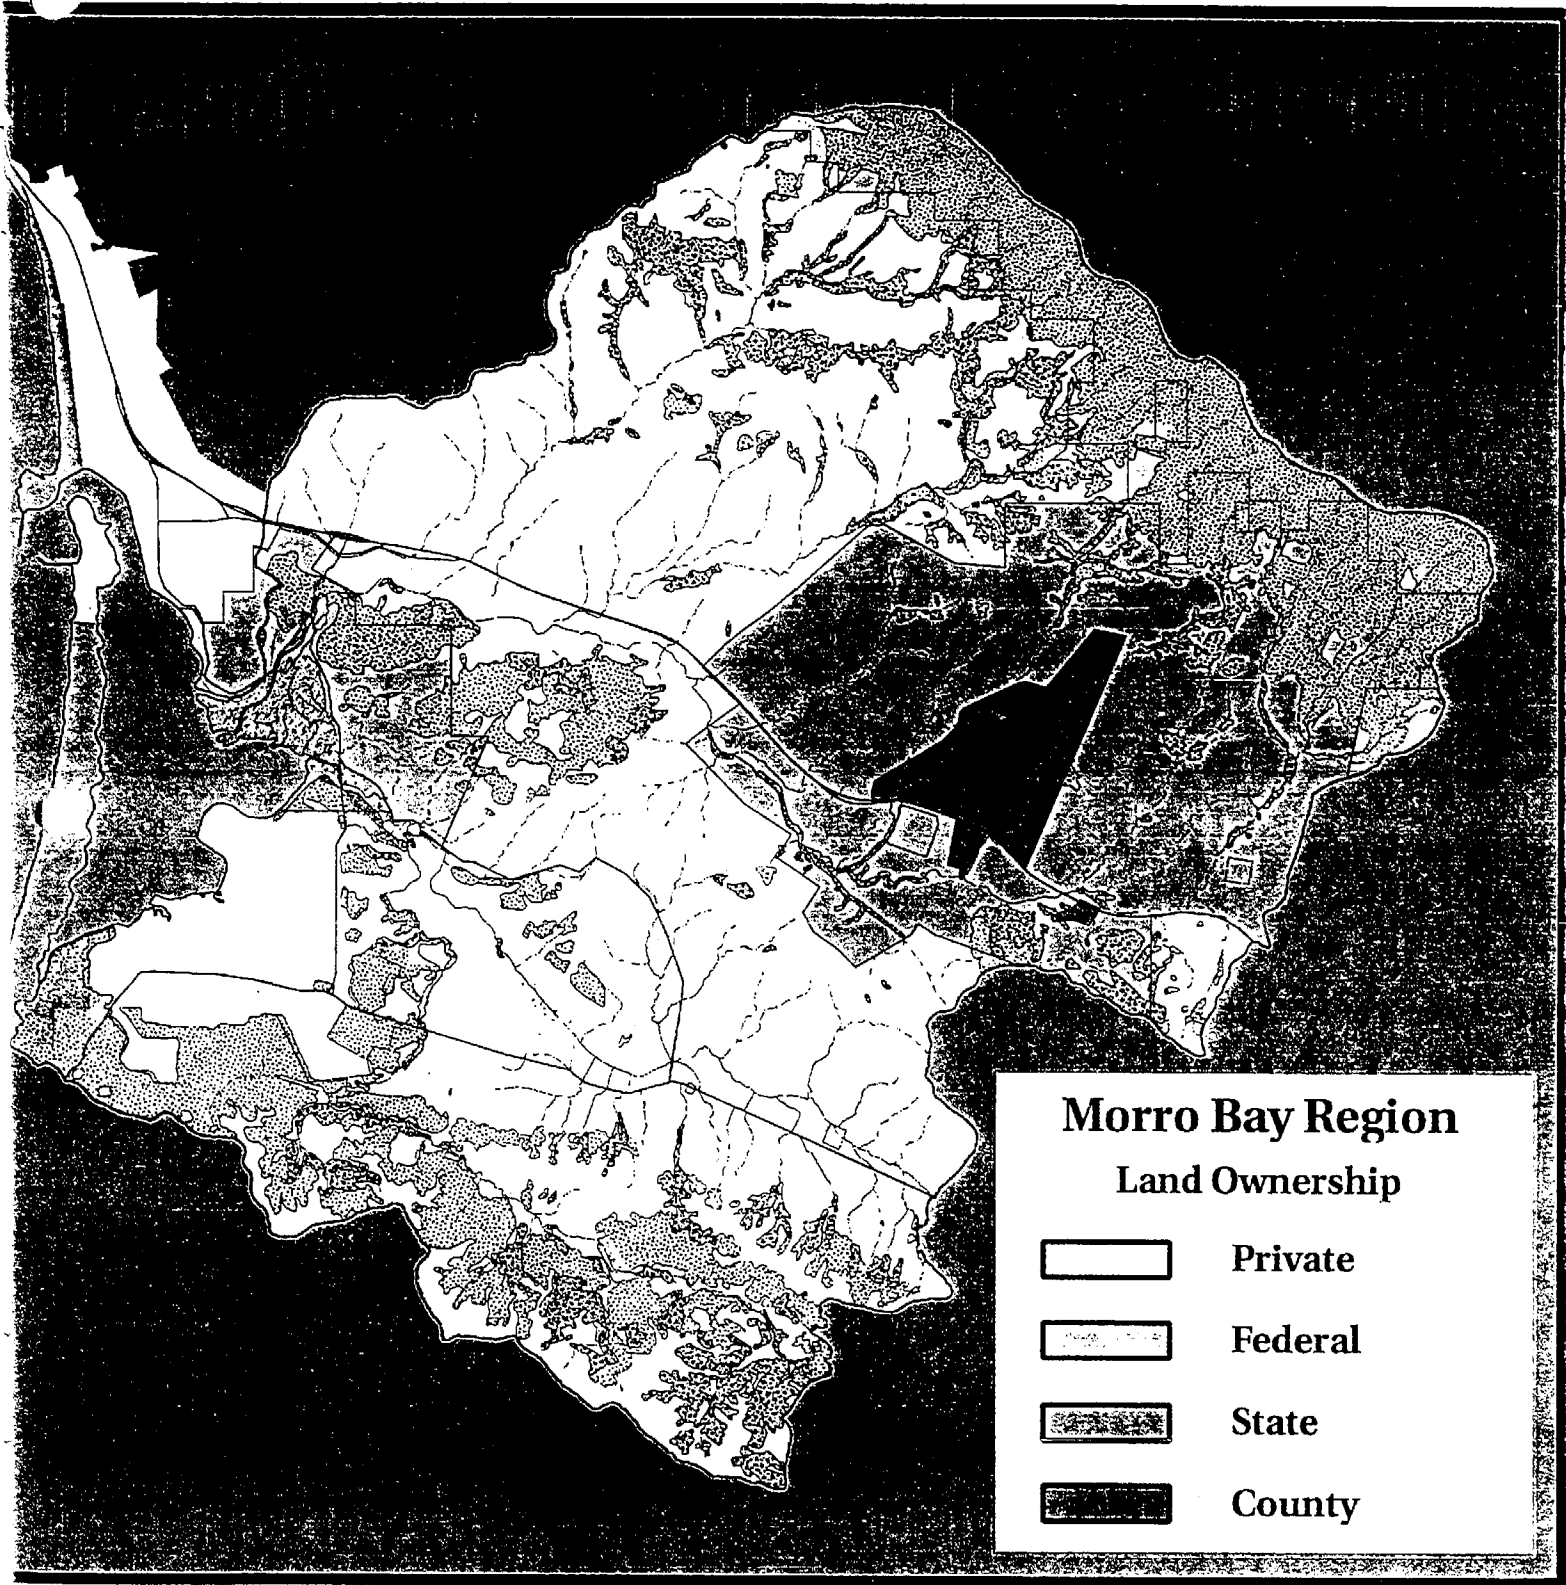 Morro Bay Region
Land Ownership
Private
Federal
State
County